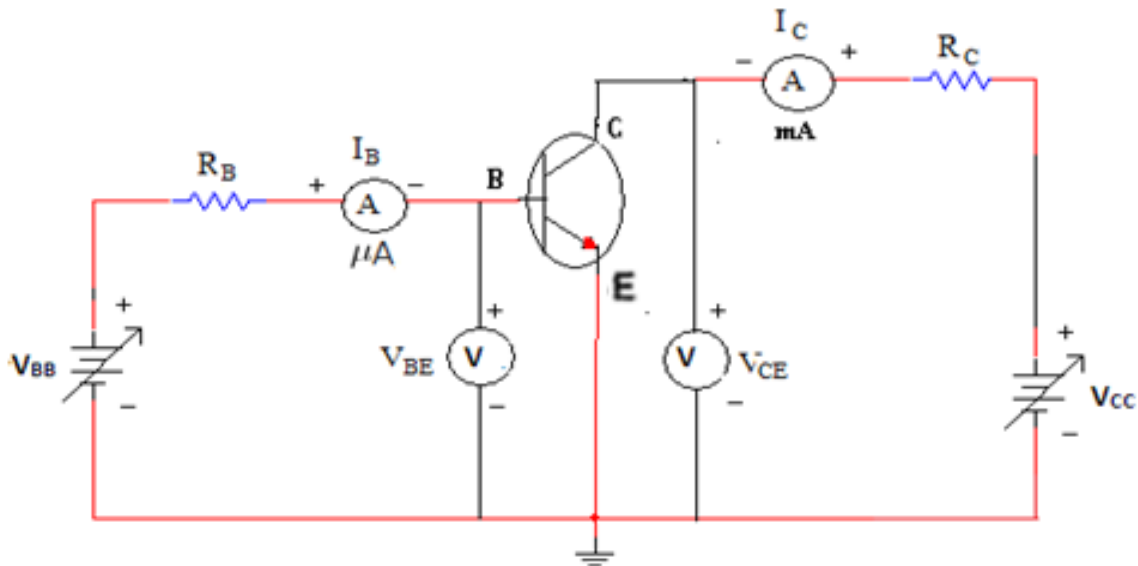 I_C
- A +
R_C
mA
C
I_B
R_B
+ A -
B
μA
E
+
V_BB
-
+
V_BE V
-
+
V V_CE
-
+
V_CC
-